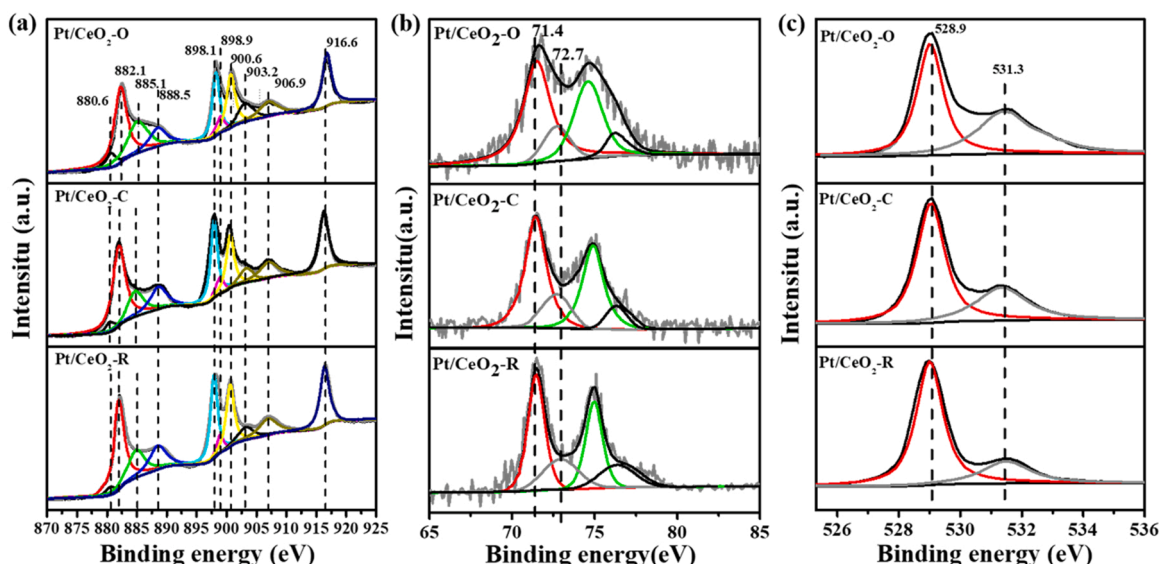 (a)
Pt/CeO2-O
880.6
882.1
885.1
888.5
898.1
898.9
900.6
903.2
906.9
916.6
Pt/CeO2-C
Pt/CeO2-R
Intensitu (a.u.)
870 875 880 885 890 895 900 905 910 915 920 925
Binding energy (eV)
(b)
Pt/CeO2-O
71.4
72.7
Pt/CeO2-C
Pt/CeO2-R
Intensitu(a.u.)
65 70 75 80 85
Binding energy(eV)
(c)
Pt/CeO2-O
528.9
531.3
Pt/CeO2-C
Pt/CeO2-R
Intensitu (a.u.)
526 528 530 532 534 536
Binding energy (eV)